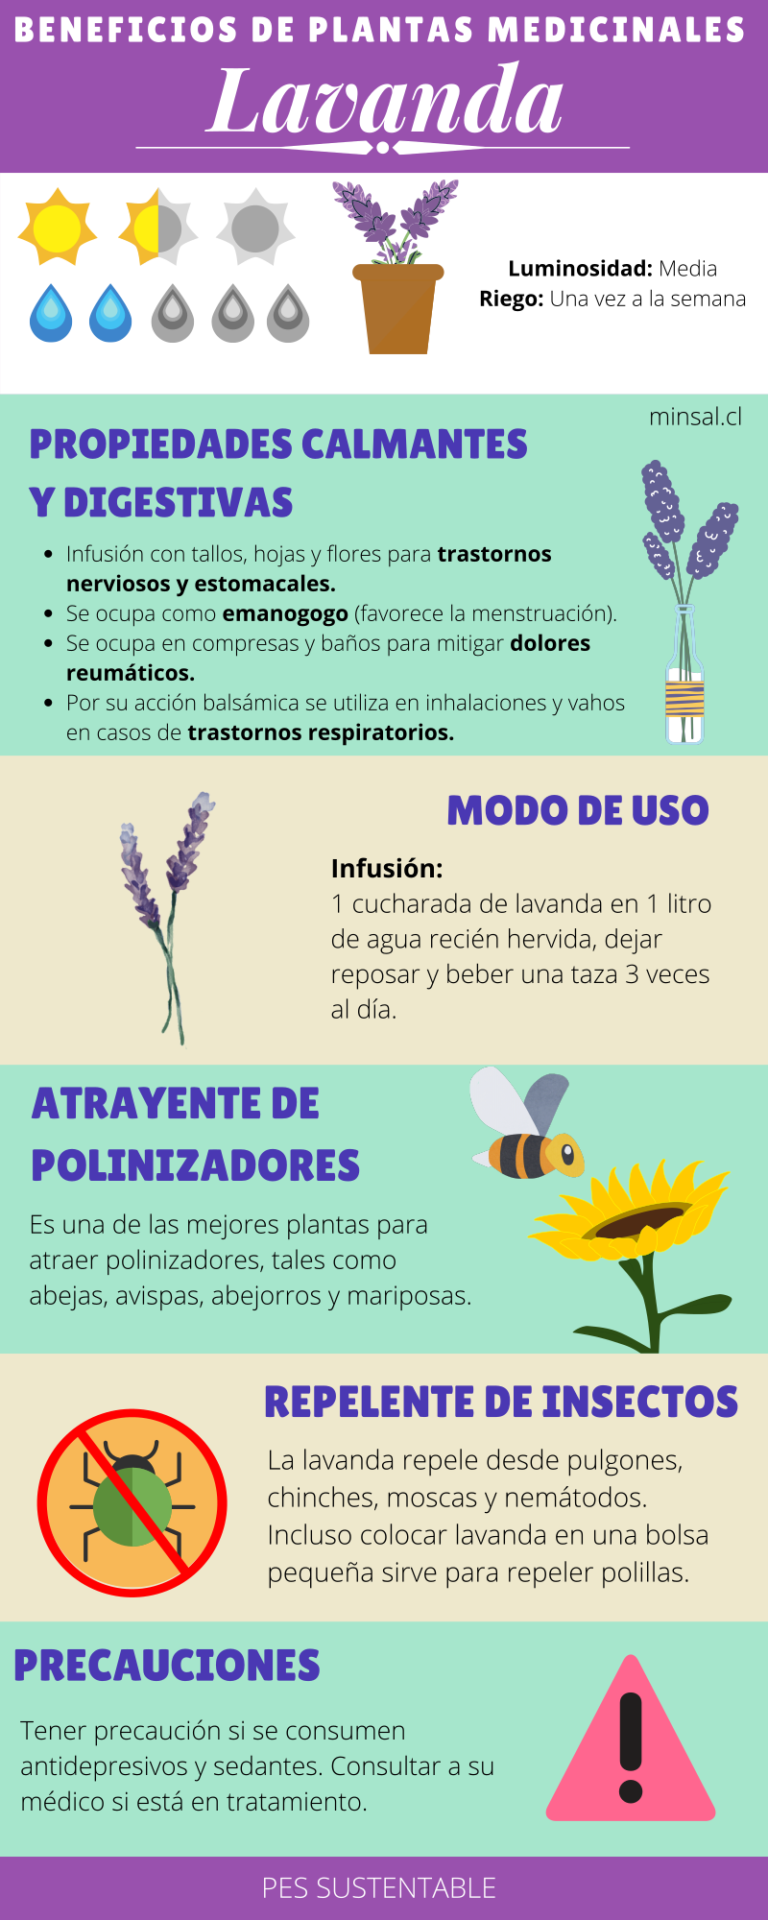 BENEFICIOS DE PLANTAS MEDICINALES
Lavanda
Luminosidad: Media
Riego: Una vez a la semana
minsal.cl
PROPIEDADES CALMANTES
Y DIGESTIVAS
• Infusión con tallos, hojas y flores para trastornos
nerviosos y estomacales.
• Se ocupa como emanogogo (favorece la menstruación).
• Se ocupa en compresas y baños para mitigar dolores
reumáticos.
• Por su acción balsámica se utiliza en inhalaciones y vahos
en casos de trastornos respiratorios.
MODO DE USO
Infusión:
1 cucharada de lavanda en 1 litro
de agua recién hervida, dejar
reposar y beber una taza 3 veces
al día.
ATRAYENTE DE
POLINIZADORES
Es una de las mejores plantas para
atraer polinizadores, tales como
abejas, avispas, abejorros y mariposas.
REPELENTE DE INSECTOS
La lavanda repele desde pulgones,
chinches, moscas y nemátodos.
Incluso colocar lavanda en una bolsa
pequeña sirve para repeler polillas.
PRECAUCIONES
Tener precaución si se consumen
antidepresivos y sedantes. Consultar a su
médico si está en tratamiento.
PES SUSTENTABLE